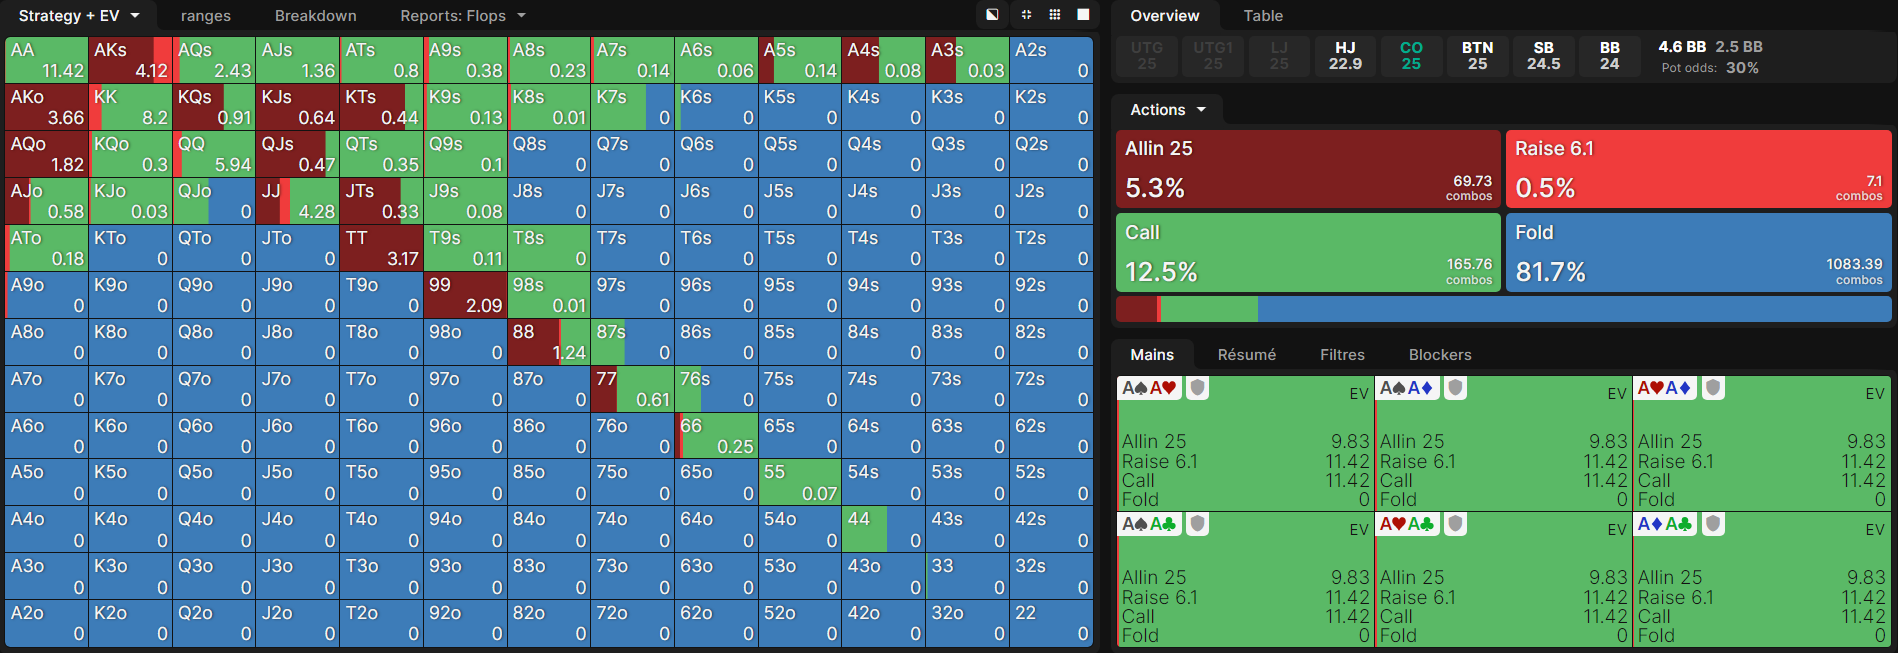 Strategy + EV ranges Breakdown Reports: Flops
AA 11.42 AKs 4.12 AQs 2.43 AJs 1.36 ATs 0.8 A9s 0.38 A8s 0.23 A7s 0.14 A6s 0.06 A5s 0.14 A4s 0.08 A3s 0.03 A2s 0
AKo 3.66 KK 8.2 KQs 0.91 KJs 0.64 KTs 0.44 K9s 0.13 K8s 0.01 K7s 0 K6s 0 K5s 0 K4s 0 K3s 0 K2s 0
AQo 1.82 KQo 0.3 QQ 5.94 QJs 0.47 QTs 0.35 Q9s 0.1 Q8s 0 Q7s 0 Q6s 0 Q5s 0 Q4s 0 Q3s 0 Q2s 0
AJo 0.58 KJo 0.03 QJo 0 JJ 4.28 JTs 0.33 J9s 0.08 J8s 0 J7s 0 J6s 0 J5s 0 J4s 0 J3s 0 J2s 0
ATo 0.18 KTo 0 QTo 0 JTo 0 TT 3.17 T9s 0.11 T8s 0 T7s 0 T6s 0 T5s 0 T4s 0 T3s 0 T2s 0
A9o 0 K9o 0 Q9o 0 J9o 0 T9o 0 99 2.09 98s 0.01 97s 0 96s 0 95s 0 94s 0 93s 0 92s 0
A8o 0 K8o 0 Q8o 0 J8o 0 T8o 0 98o 0 88 1.24 87s 0 86s 0 85s 0 84s 0 83s 0 82s 0
A7o 0 K7o 0 Q7o 0 J7o 0 T7o 0 97o 0 87o 0 77 0.61 76s 0 75s 0 74s 0 73s 0 72s 0
A6o 0 K6o 0 Q6o 0 J6o 0 T6o 0 96o 0 86o 0 76o 0 66 0.25 65s 0 64s 0 63s 0 62s 0
A5o 0 K5o 0 Q5o 0 J5o 0 T5o 0 95o 0 85o 0 75o 0 65o 0 55 0.07 54s 0 53s 0 52s 0
A4o 0 K4o 0 Q4o 0 J4o 0 T4o 0 94o 0 84o 0 74o 0 64o 0 54o 0 44 0 43s 0 42s 0
A3o 0 K3o 0 Q3o 0 J3o 0 T3o 0 93o 0 83o 0 73o 0 63o 0 53o 0 43o 0 33 0 32s 0
A2o 0 K2o 0 Q2o 0 J2o 0 T2o 0 92o 0 82o 0 72o 0 62o 0 52o 0 42o 0 32o 0 22 0
Overview Table
UTG UTG1 LJ HJ CO BTN SB BB 4.6 BB 2.5 BB
25 25 25 22.9 25 25 24.5 24 Pot odds: 30%
Actions
Allin 25 Raise 6.1
5.3% 69.73 combos 0.5% 7.1 combos
Call Fold
12.5% 165.76 combos 81.7% 1083.39 combos
Mains Résumé Filtres Blockers
A♠A♥ EV A♠A♦ EV A♥A♦ EV
Allin 25 9.83 Allin 25 9.83 Allin 25 9.83
Raise 6.1 11.42 Raise 6.1 11.42 Raise 6.1 11.42
Call 11.42 Call 11.42 Call 11.42
Fold 0 Fold 0 Fold 0
A♠A♣ EV A♥A♣ EV A♦A♣ EV
Allin 25 9.83 Allin 25 9.83 Allin 25 9.83
Raise 6.1 11.42 Raise 6.1 11.42 Raise 6.1 11.42
Call 11.42 Call 11.42 Call 11.42
Fold 0 Fold 0 Fold 0